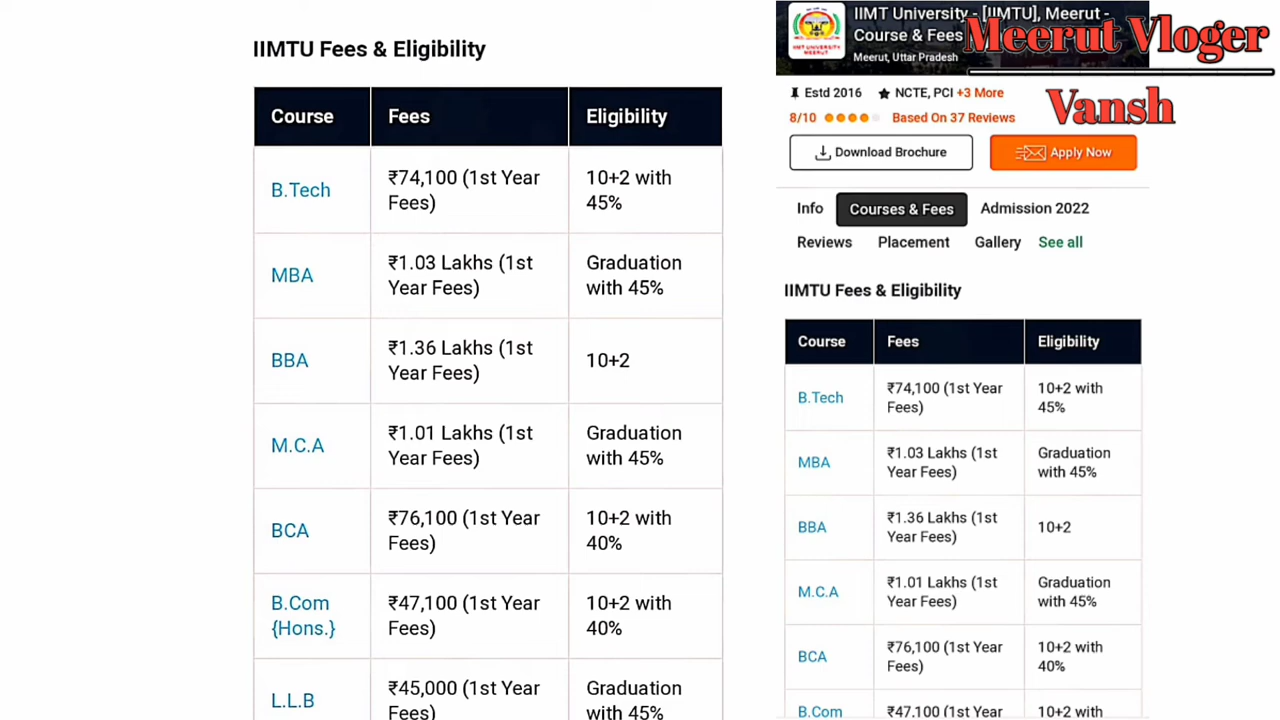 IIMTU Fees & Eligibility
Course Fees Eligibility
B.Tech ₹74,100 (1st Year Fees) 10+2 with 45%
MBA ₹1.03 Lakhs (1st Year Fees) Graduation with 45%
BBA ₹1.36 Lakhs (1st Year Fees) 10+2
M.C.A ₹1.01 Lakhs (1st Year Fees) Graduation with 45%
BCA ₹76,100 (1st Year Fees) 10+2 with 40%
B.Com {Hons.} ₹47,100 (1st Year Fees) 10+2 with 40%
L.L.B ₹45,000 (1st Year Fees) Graduation with 45%
IIMT UNIVERSITY
MEERUT
IIMT University - [IIMTU], Meerut -
Course & Fees
Meerut, Uttar Pradesh
Meerut Vloger
Vansh
Estd 2016 NCTE, PCI +3 More
8/10 Based On 37 Reviews
Download Brochure Apply Now
Info Courses & Fees Admission 2022
Reviews Placement Gallery See all
IIMTU Fees & Eligibility
Course Fees Eligibility
B.Tech ₹74,100 (1st Year Fees) 10+2 with 45%
MBA ₹1.03 Lakhs (1st Year Fees) Graduation with 45%
BBA ₹1.36 Lakhs (1st Year Fees) 10+2
M.C.A ₹1.01 Lakhs (1st Year Fees) Graduation with 45%
BCA ₹76,100 (1st Year Fees) 10+2 with 40%
B.Com ₹47,100 (1st Year 10+2 with